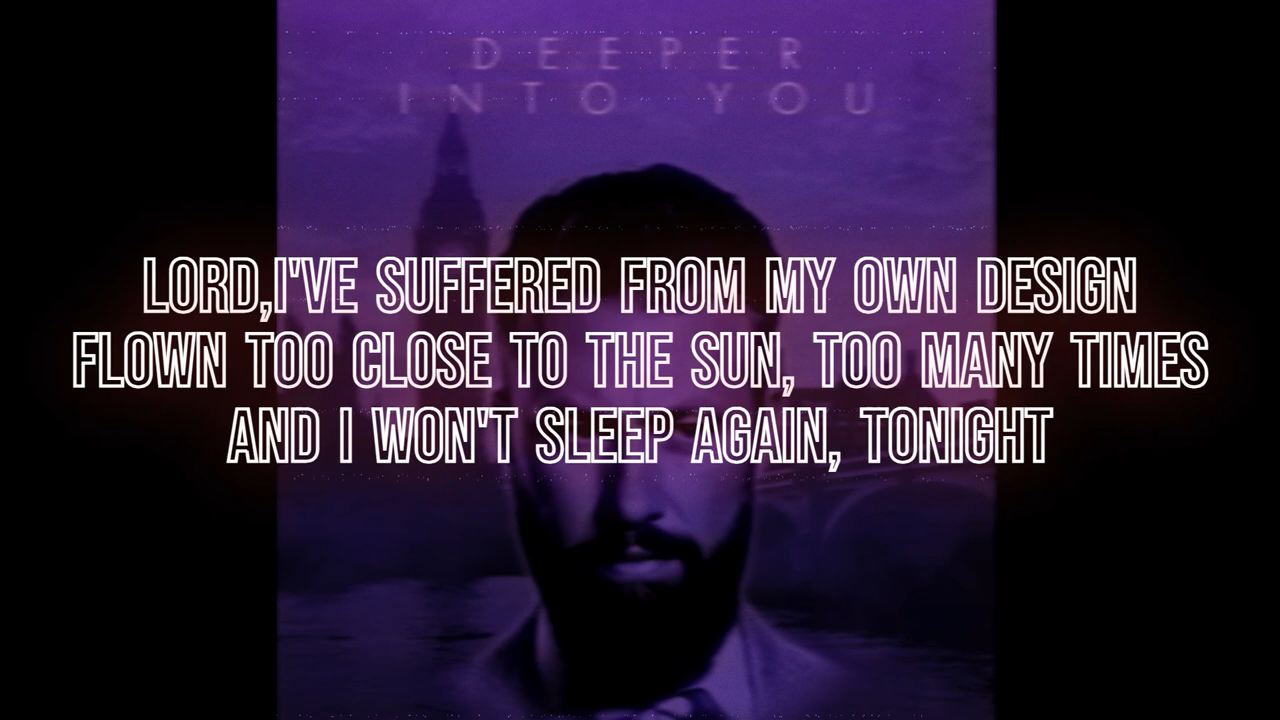 DEEPER
INTO YOU
LORD,I'VE SUFFERED FROM MY OWN DESIGN
FLOWN TOO CLOSE TO THE SUN, TOO MANY TIMES
AND I WON'T SLEEP AGAIN, TONIGHT